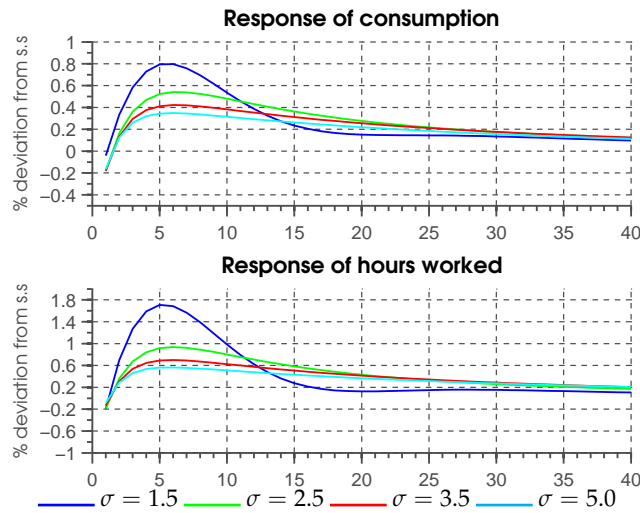 Response of consumption
% deviation from s.s
1
0.8
0.6
0.4
0.2
0
−0.2
−0.4
0 5 10 15 20 25 30 35 40
Response of hours worked
% deviation from s.s
1.8
1.4
1
0.6
0.2
−0.2
−0.6
−1
0 5 10 15 20 25 30 35 40
σ = 1.5 σ = 2.5 σ = 3.5 σ = 5.0